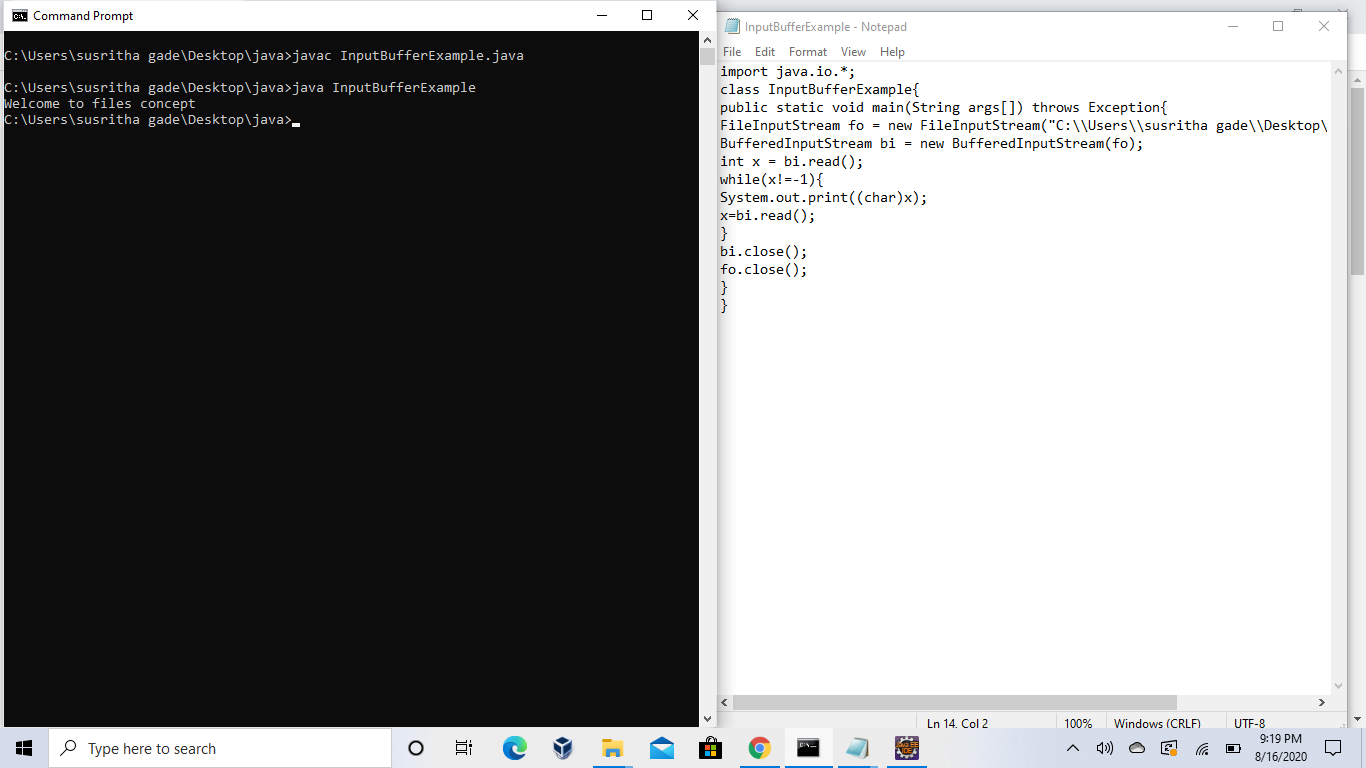 Command Prompt
C:\Users\susritha gade\Desktop\java>javac InputBufferExample.java
C:\Users\susritha gade\Desktop\java>java InputBufferExample
Welcome to files concept
C:\Users\susritha gade\Desktop\java>
InputBufferExample - Notepad
File Edit Format View Help
import java.io.*;
class InputBufferExample{
public static void main(String args[]) throws Exception{
FileInputStream fo = new FileInputStream("C:\\Users\\susritha gade\\Desktop\
BufferedInputStream bi = new BufferedInputStream(fo);
int x = bi.read();
while(x!=-1){
System.out.print((char)x);
x=bi.read();
}
bi.close();
fo.close();
}
}
Ln 14, Col 2 100% Windows (CRLF) UTF-8
Type here to search
9:19 PM
8/16/2020